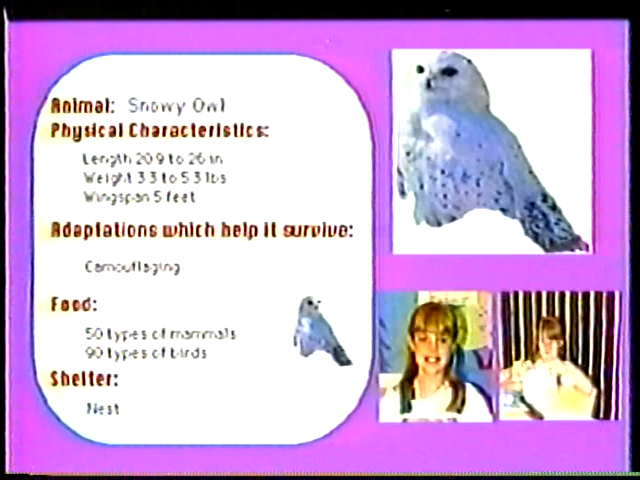 Animal: Snowy Owl
Physical Characteristics:
Length 20.9 to 26 in
Weight 3.3 to 5.3 lbs
Wingspan 5 feet
Adaptations which help it survive:
Camouflaging
Food:
50 types of mammals
90 types of birds
Shelter:
Nest